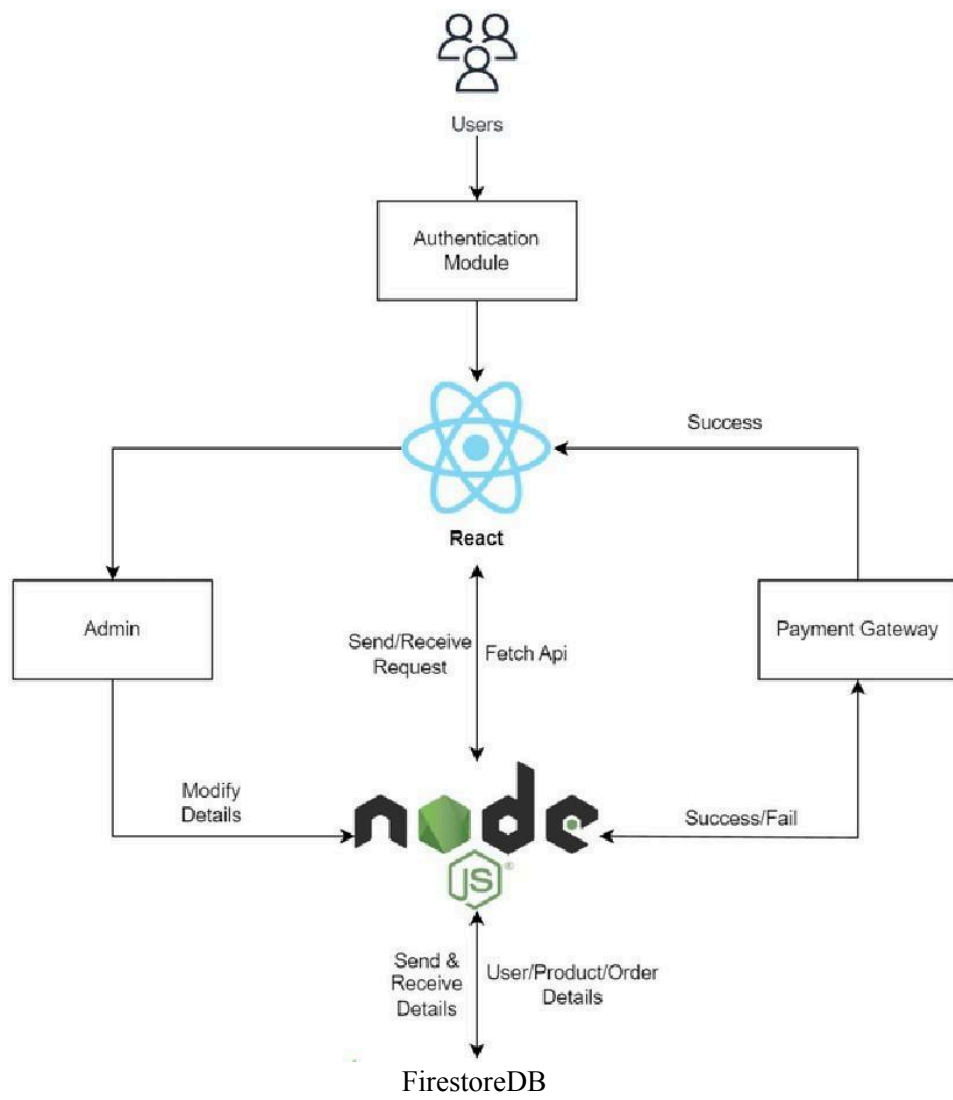 Users
Authentication
Module
Success
React
Admin
Payment Gateway
Send/Receive
Request
Fetch Api
Modify
Details
node
JS
®
Success/Fail
Send &
Receive
Details
User/Product/Order
Details
FirestoreDB